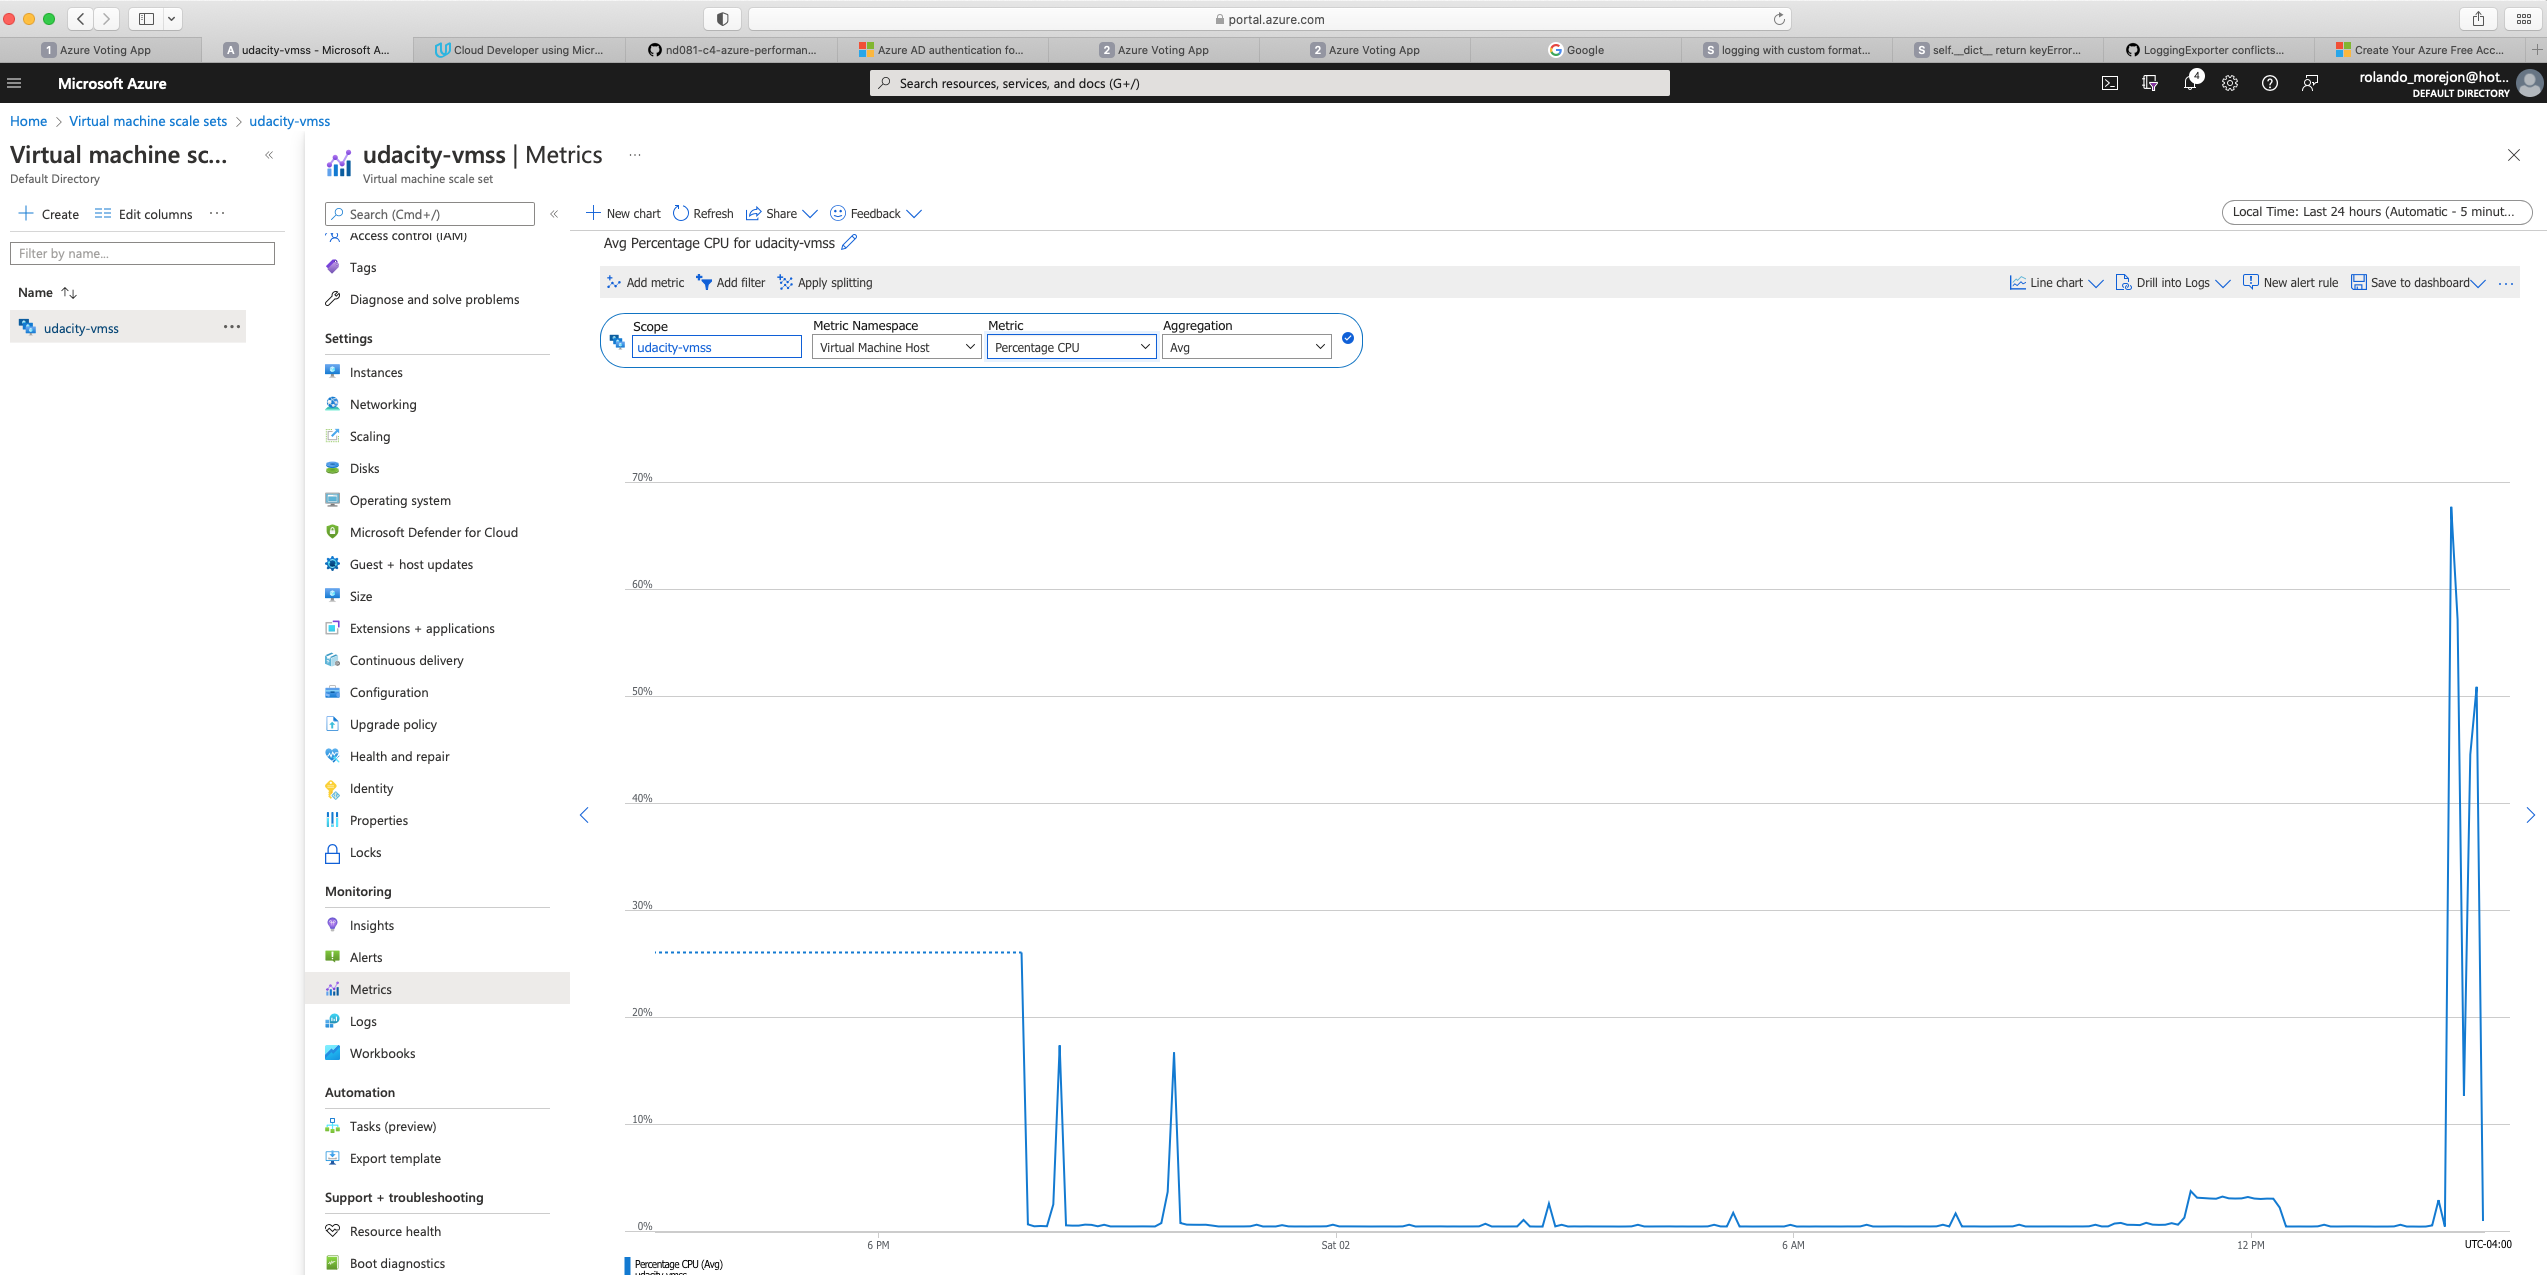 portal.azure.com
1 Azure Voting App
A udacity-vmss - Microsoft A...
Cloud Developer using Micr...
nd081-c4-azure-performan...
Azure AD authentication fo...
2 Azure Voting App
2 Azure Voting App
Google
S logging with custom format...
S self.__dict__ return keyError...
LoggingExporter conflicts...
Create Your Azure Free Acc...
Microsoft Azure
Search resources, services, and docs (G+/)
4
rolando_morejon@hot...
DEFAULT DIRECTORY
Home > Virtual machine scale sets > udacity-vmss
Virtual machine sc...
Default Directory
Create
Edit columns
Filter by name...
Name
udacity-vmss
udacity-vmss | Metrics
Virtual machine scale set
Search (Cmd+/)
Access control (IAM)
Tags
Diagnose and solve problems
Settings
Instances
Networking
Scaling
Disks
Operating system
Microsoft Defender for Cloud
Guest + host updates
Size
Extensions + applications
Continuous delivery
Configuration
Upgrade policy
Health and repair
Identity
Properties
Locks
Monitoring
Insights
Alerts
Metrics
Logs
Workbooks
Automation
Tasks (preview)
Export template
Support + troubleshooting
Resource health
Boot diagnostics
New chart
Refresh
Share
Feedback
Local Time: Last 24 hours (Automatic - 5 minut...
Avg Percentage CPU for udacity-vmss
Add metric
Add filter
Apply splitting
Line chart
Drill into Logs
New alert rule
Save to dashboard
Scope
udacity-vmss
Metric Namespace
Virtual Machine Host
Metric
Percentage CPU
Aggregation
Avg
70%
60%
50%
40%
30%
20%
10%
0%
6 PM
Sat 02
6 AM
12 PM
UTC-04:00
Percentage CPU (Avg)
udacity-vmss